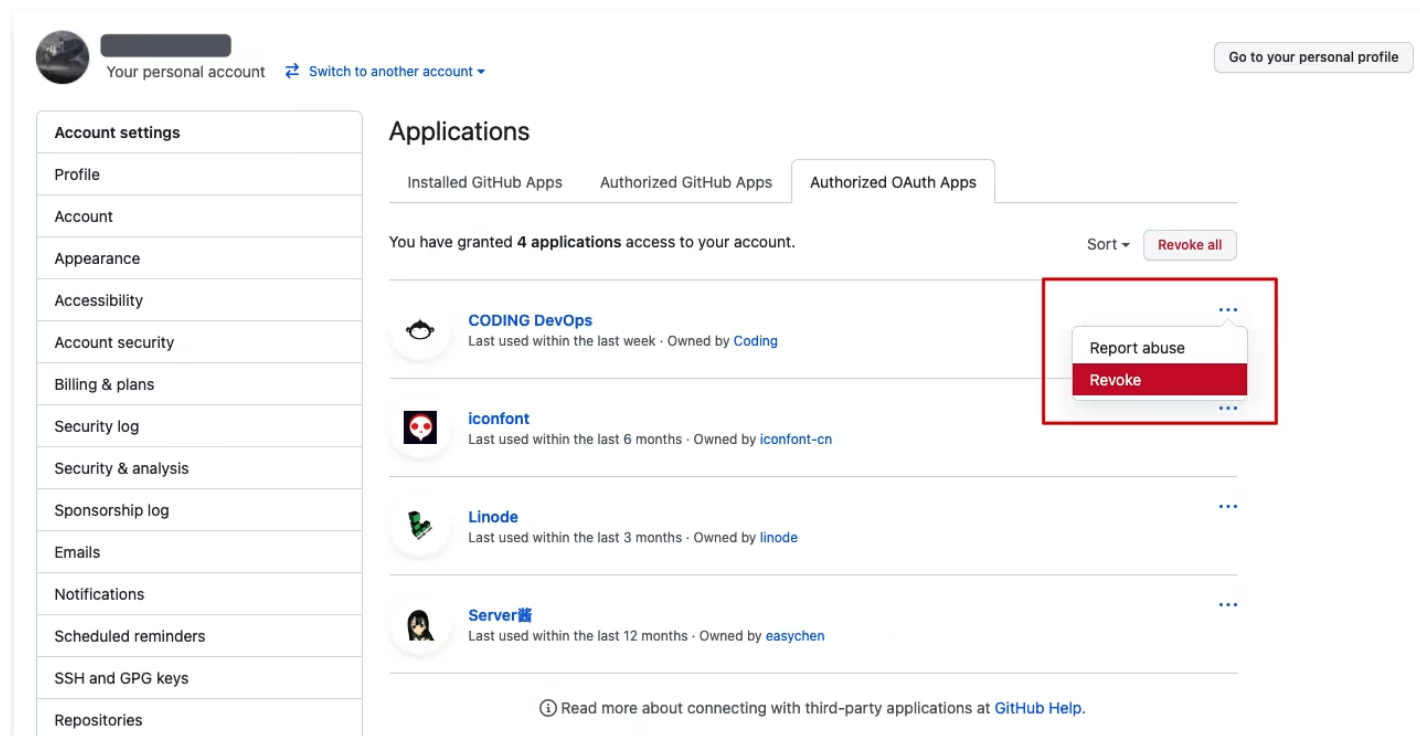 Your personal account
Switch to another account
Go to your personal profile
Account settings
Profile
Account
Appearance
Accessibility
Account security
Billing & plans
Security log
Security & analysis
Sponsorship log
Emails
Notifications
Scheduled reminders
SSH and GPG keys
Repositories
Applications
Installed GitHub Apps
Authorized GitHub Apps
Authorized OAuth Apps
You have granted 4 applications access to your account.
Sort
Revoke all
CODING DevOps
Last used within the last week · Owned by Coding
Report abuse
Revoke
iconfont
Last used within the last 6 months · Owned by iconfont-cn
Linode
Last used within the last 3 months · Owned by linode
Server酱
Last used within the last 12 months · Owned by easychen
Read more about connecting with third-party applications at GitHub Help.